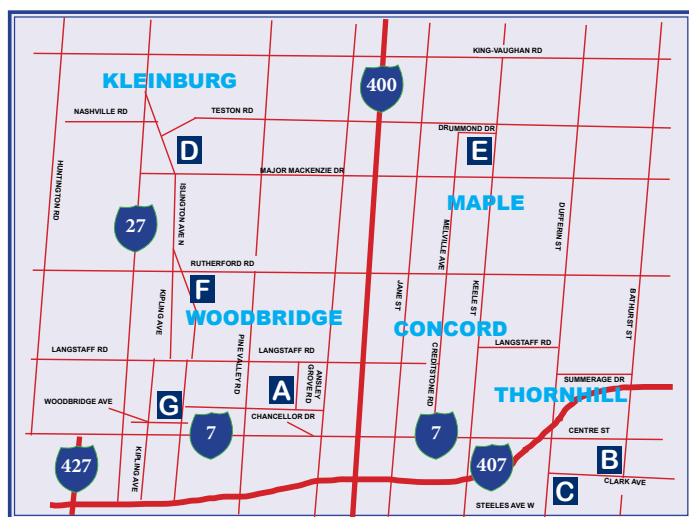 KING-VAUGHAN RD
KLEINBURG
400
NASHVILLE RD
TESTON RD
DRUMMOND DR
D
E
HUNTINGTON RD
MAJOR MACKENZIE DR
ISLINGTON AVE N
MAPLE
27
MELVILLE AVE
DUFFERIN ST
RUTHERFORD RD
F
KIPLING AVE
WOODBRIDGE
PINE VALLEY RD
JANE ST
KEELE ST
BATHURST ST
CONCORD
CREDITSTONE RD
LANGSTAFF RD
LANGSTAFF RD
LANGSTAFF RD
A
ANSLEY
GROVE RD
SUMMERAGE DR
THORNHILL
WOODBRIDGE AVE
G
CHANCELLOR DR
7
7
CENTRE ST
427
KIPLING AVE
407
B
C
CLARK AVE
STEELES AVE W